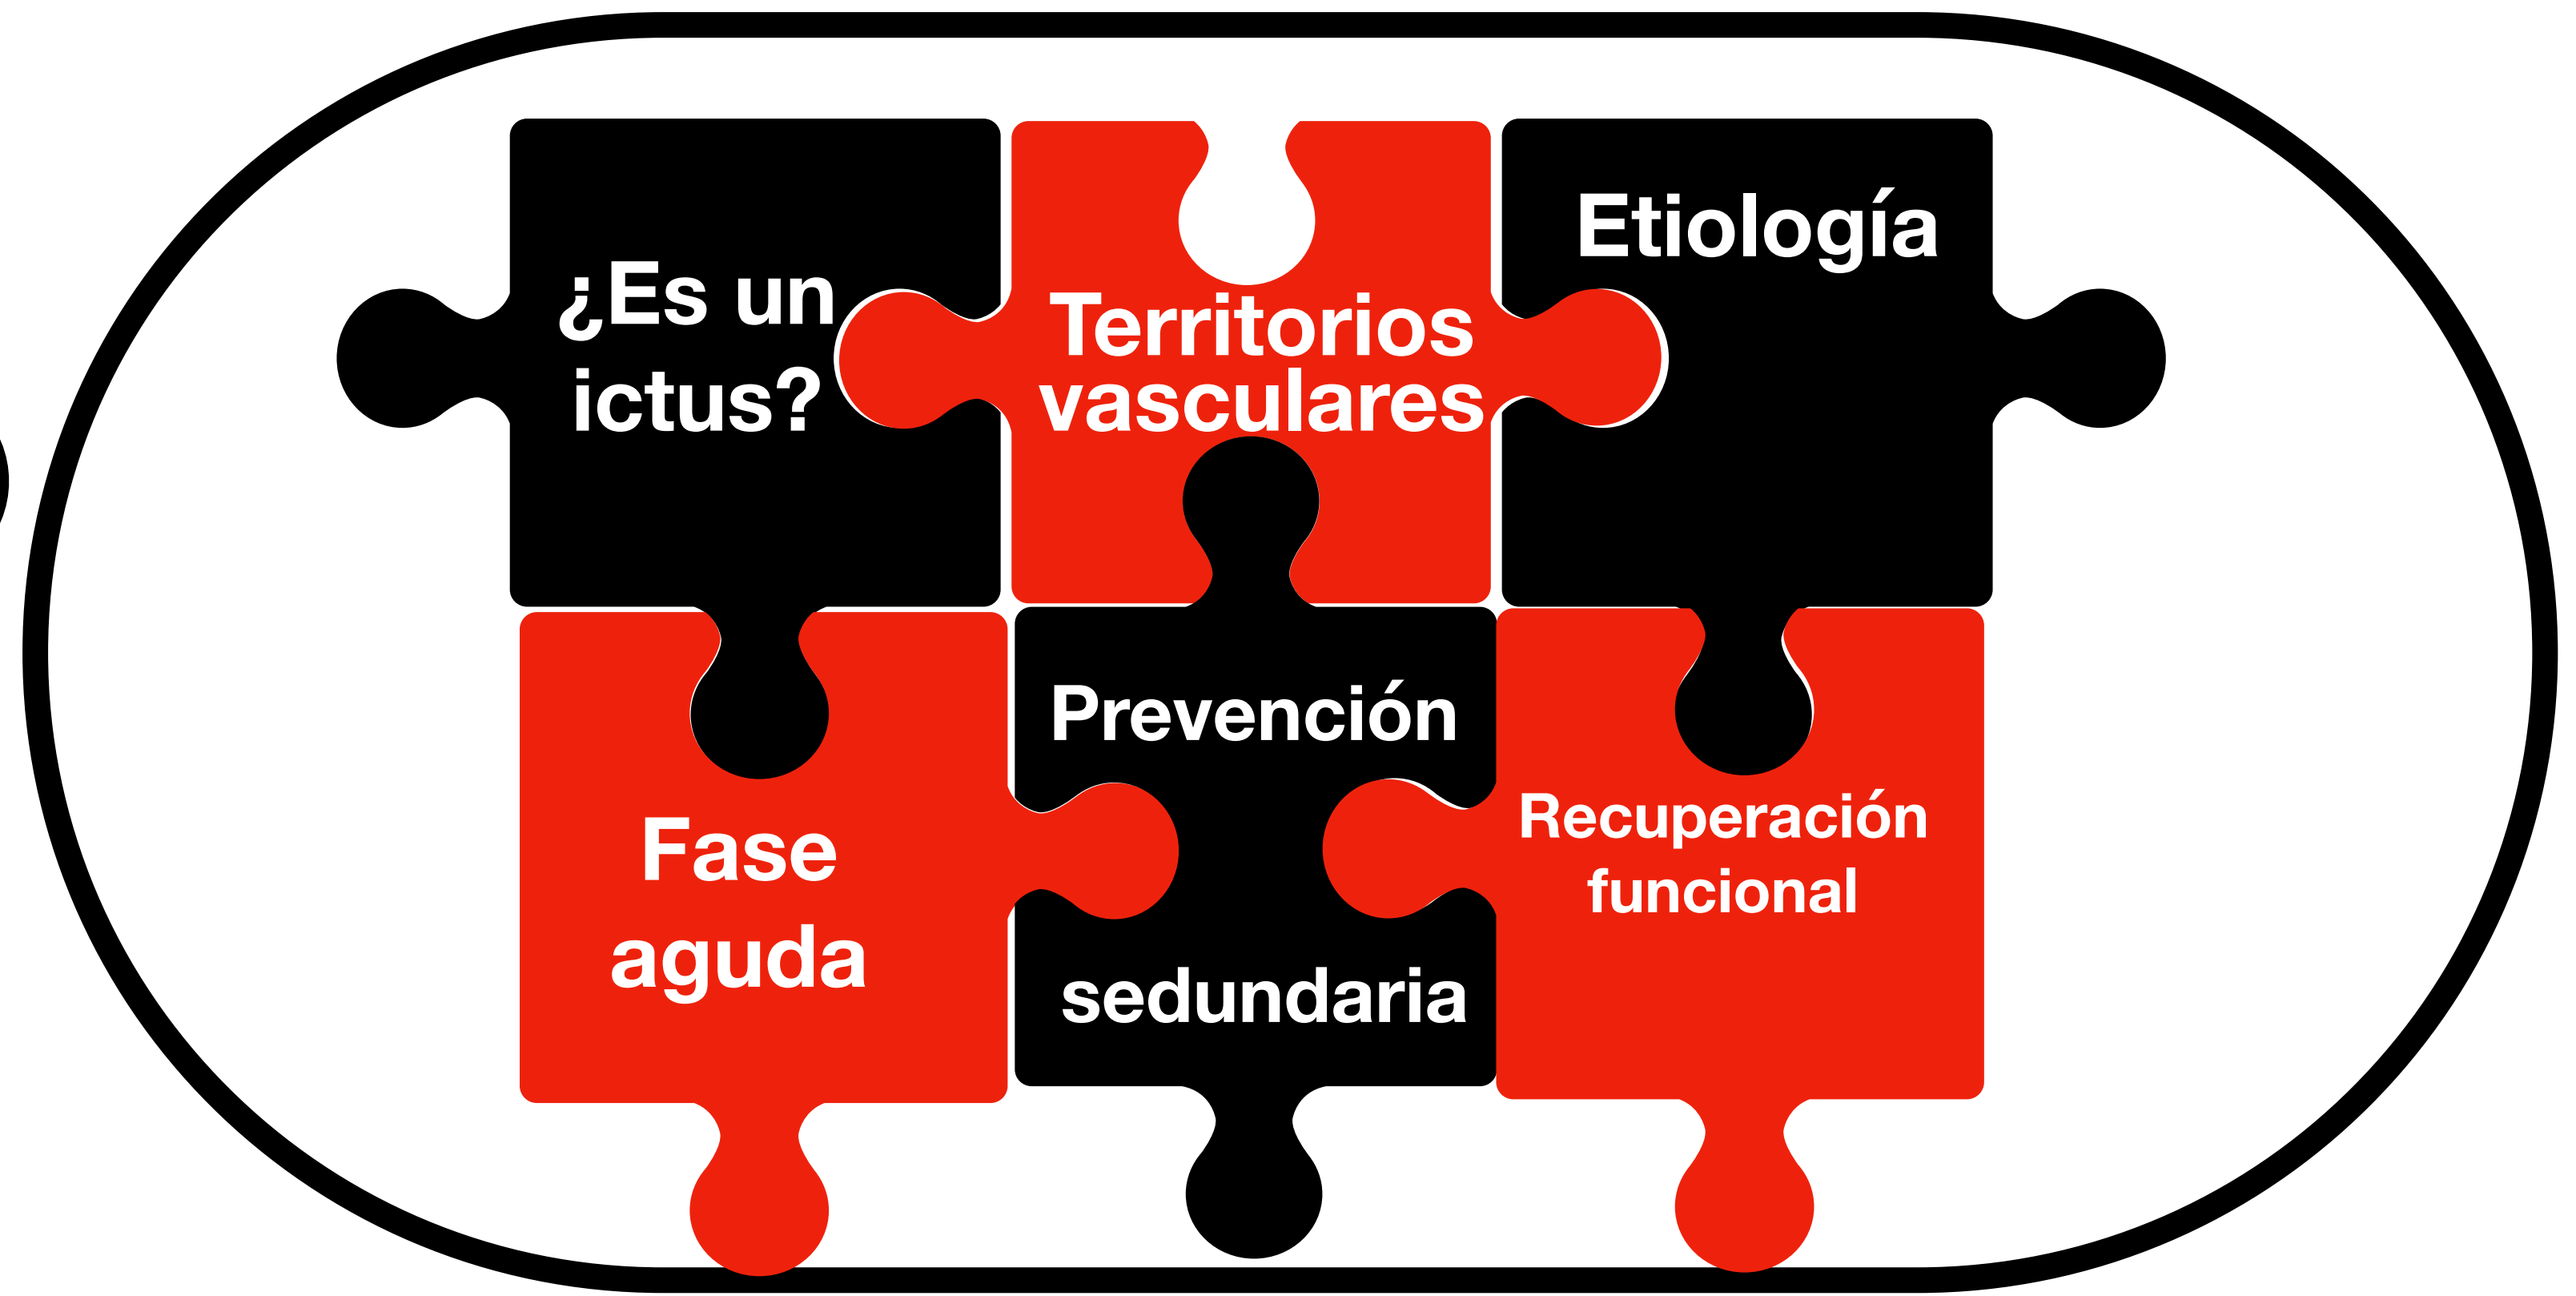 ¿Es un
ictus?
Territorios
vasculares
Etiología
Fase
aguda
Prevención
sedundaria
Recuperación
funcional